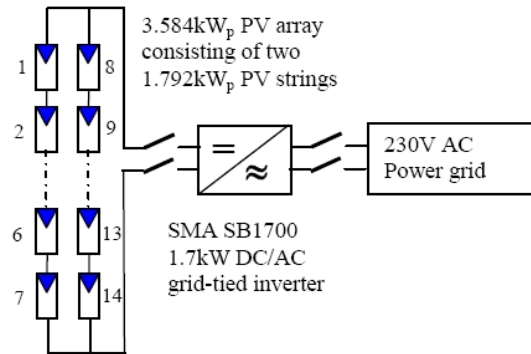 3.584kWp PV array
consisting of two
1.792kWp PV strings
1
8
2
9
6
13
7
14
=
≈
230V AC
Power grid
SMA SB1700
1.7kW DC/AC
grid-tied inverter